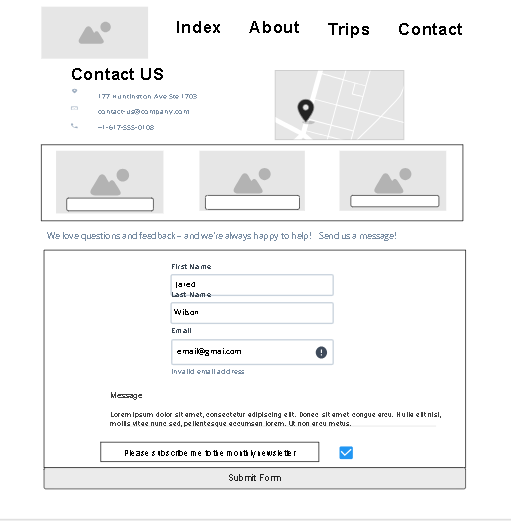 Index About Trips Contact
Contact US
177 Huntington Ave Ste 1703
contact-us@company.com
+1-617-555-0108
We love questions and feedback – and we're always happy to help! Send us a message!
First Name
Jared
Last Name
Wilson
Email
email@gmai.com
Invalid email address
Message
Lorem ipsum dolor sit amet, consectetur adipiscing elit. Donec sit amet congue arcu. Nulla elit nisi,
mollis vitae nunc sed, pellentesque accumsan lorem. Ut non arcu metus.
Please subscribe me to the monthly newsletter
Submit Form